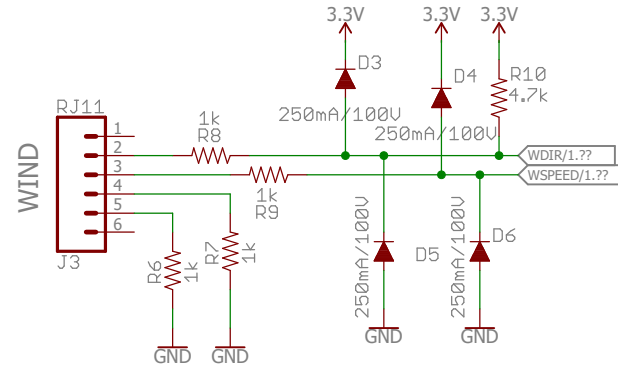 3.3V
3.3V
3.3V
D3
D4
R10
4.7k
250mA/100V
250mA/100V
RJ11
1
2
3
4
5
6
WIND
J3
1k
R8
1k
R9
WDIR/1.??
WSPEED/1.??
R6
1k
R7
1k
250mA/100V
D5
250mA/100V
D6
GND
GND
GND
GND